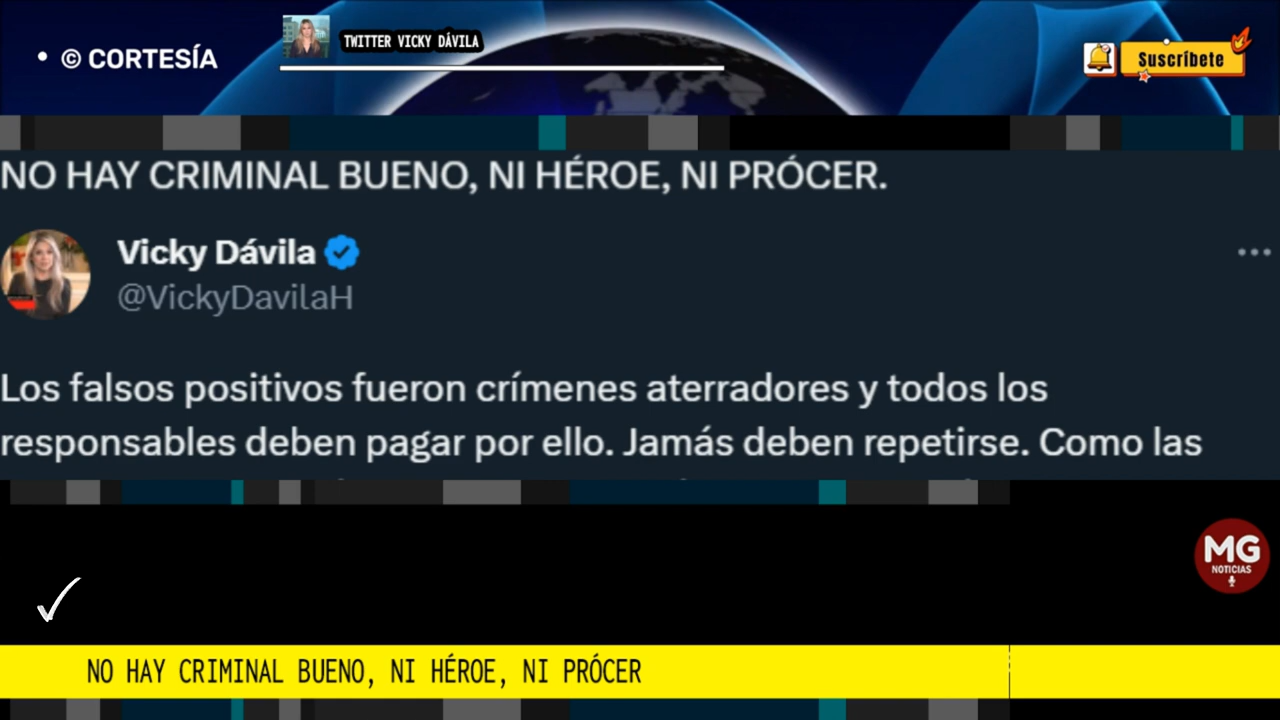 • © CORTESÍA
TWITTER VICKY DÁVILA
Suscríbete
NO HAY CRIMINAL BUENO, NI HÉROE, NI PRÓCER.
Vicky Dávila
@VickyDavilaH
Los falsos positivos fueron crímenes aterradores y todos los
responsables deben pagar por ello. Jamás deben repetirse. Como las
MG
NOTICIAS
NO HAY CRIMINAL BUENO, NI HÉROE, NI PRÓCER